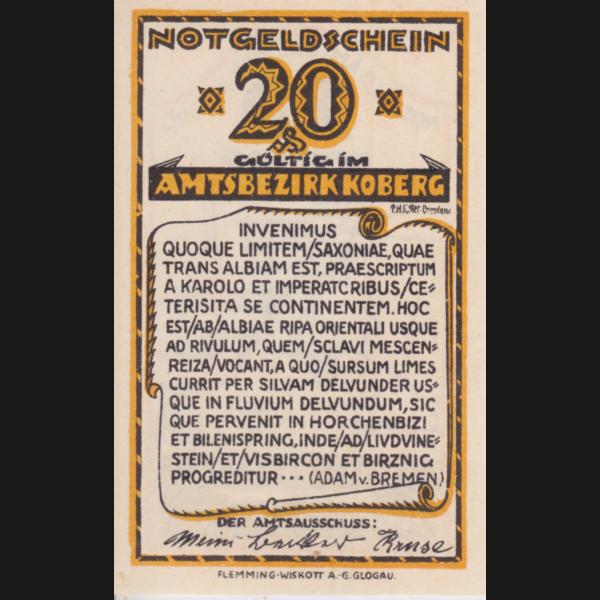 NOTGELDSCHEIN
20
GÜLTIG IM
AMTSBEZIRK KOBERG
INVENIMUS
QUOQUE LIMITEM/SAXONIAE, QUAE
TRANS ALBIAM EST, PRAESCRIPTUM
A KAROLO ET IMPERATCRIBUS/CE=
TERISITA SE CONTINENTEM. HOC
EST/AB/ALBIAE RIPA ORIENTALI USQUE
AD RIVULUM, QUEM/SCLAVI MESCEN=
REIZA/VOCANT, A QUO/SURSUM LIMES
CURRIT PER SILVAM DELVUNDER US=
QUE IN FLUVIUM DELVUNDUM, SIC
QUE PERVENIT IN HORCHENBIZI
ET BILENISPRING, INDE/AD/LIVDVINE=
STEIN/ET/VISBIRCON ET BIRZNIG
PROGREDITUR ··· (ADAM v. BREMEN)
DER AMTSAUSSCHUSS:
Kruse
FLEMMING-WISKOTT A.-G. GLOGAU.